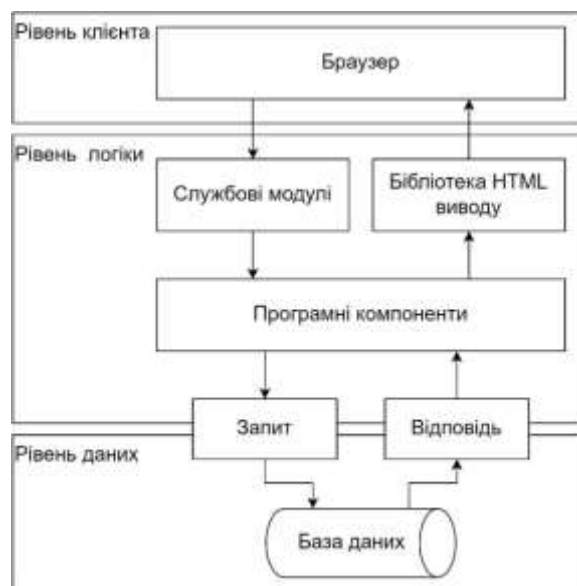 Рівень клієнта
Браузер
Рівень логіки
Службові модулі
Бібліотека HTML
виводу
Програмні компоненти
Запит
Відповідь
Рівень даних
База даних